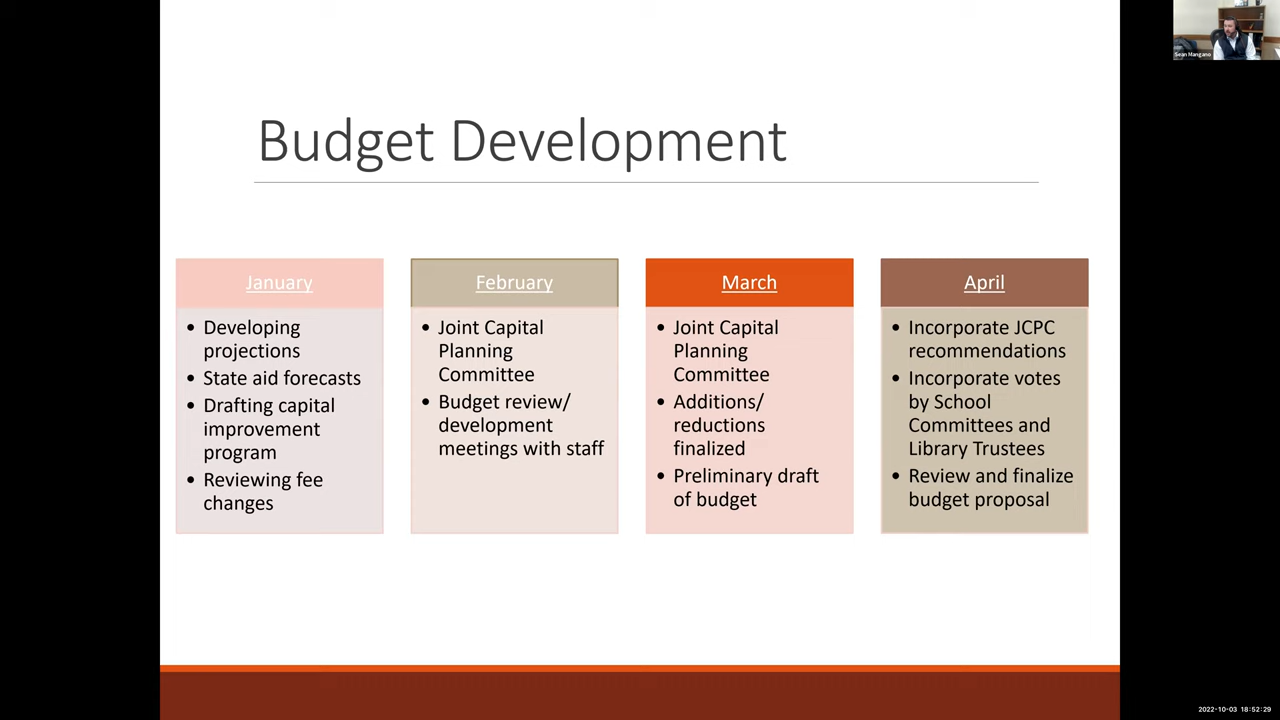 Budget Development
January
• Developing
projections
• State aid forecasts
• Drafting capital
improvement
program
• Reviewing fee
changes
February
• Joint Capital
Planning
Committee
• Budget review/
development
meetings with staff
March
• Joint Capital
Planning
Committee
• Additions/
reductions
finalized
• Preliminary draft
of budget
April
• Incorporate JCPC
recommendations
• Incorporate votes
by School
Committees and
Library Trustees
• Review and finalize
budget proposal
Sean Mangano
2022-10-03 18:52:29